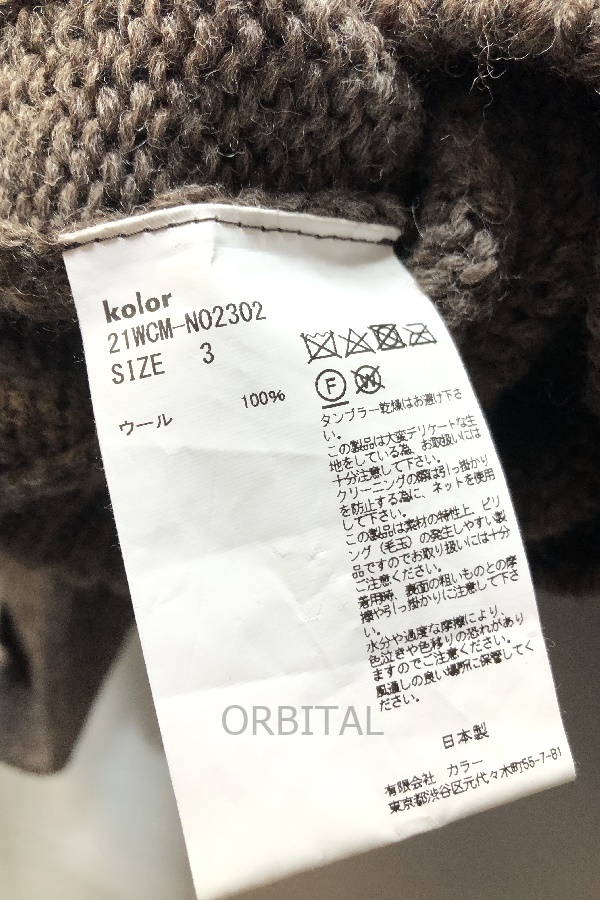 kolor
21WCM-N02302
SIZE 3
ウール 100%
F
W
タンブラー乾燥はお避け下さ
い。
この製品は大変デリケートな生
地をしている為、お取扱いには
十分注意して下さい。
クリーニングの際は引っ掛かり
を防止する為に、ネットを使用
して下さい。
この製品は素材の特性上、ピリ
ング（毛玉）の発生しやすい製
品ですのでお取り扱いには十分
ご注意ください。
着用時、表面の粗いものとの摩
擦や引っ掛かりに注意して下さ
い。
水分や過度な摩擦により、
色泣きや色移りの恐れがあり
ますのでご注意ください。
風通しの良い場所に保管してく
ださい。
ORBITAL
日本製
有限会社 カラー
東京都渋谷区元代々木町55-7-B1